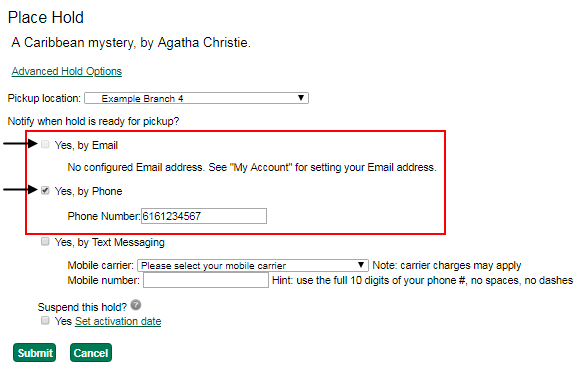 Place Hold
A Caribbean mystery, by Agatha Christie.
Advanced Hold Options
Pickup location: Example Branch 4
Notify when hold is ready for pickup?
Yes, by Email
No configured Email address. See "My Account" for setting your Email address.
Yes, by Phone
Phone Number: 6161234567
Yes, by Text Messaging
Mobile carrier: Please select your mobile carrier Note: carrier charges may apply
Mobile number: Hint: use the full 10 digits of your phone #, no spaces, no dashes
Suspend this hold? ?
Yes Set activation date
Submit Cancel